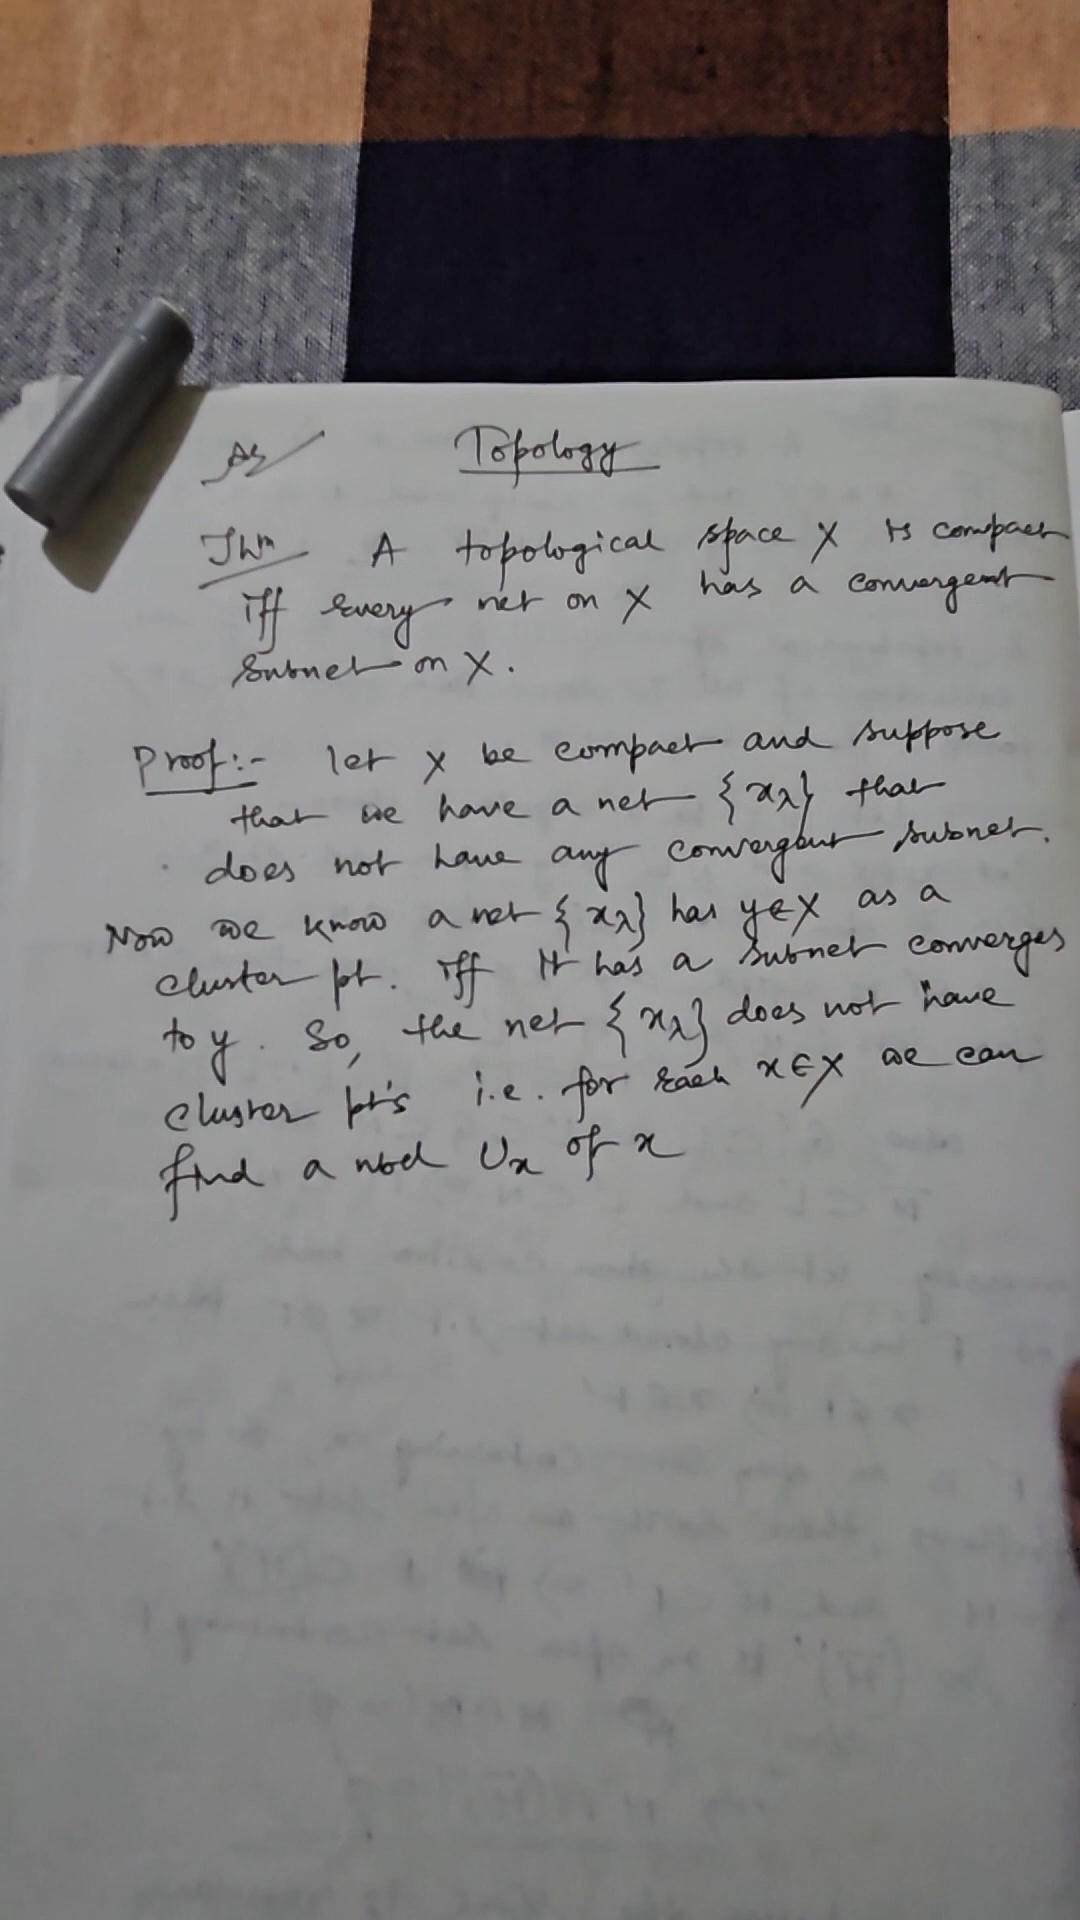 Topology
Thm A topological space X is compact
iff every net on X has a convergent
subnet on X.
Proof:- let X be compact and suppose
that we have a net {xλ} that
does not have any convergent subnet.
Now we know a net {xλ} has y∈X as a
cluster pt. iff it has a subnet converges
to y. So, the net {xλ} does not have
cluster pt's i.e. for each x∈X we can
find a nbd Ux of x